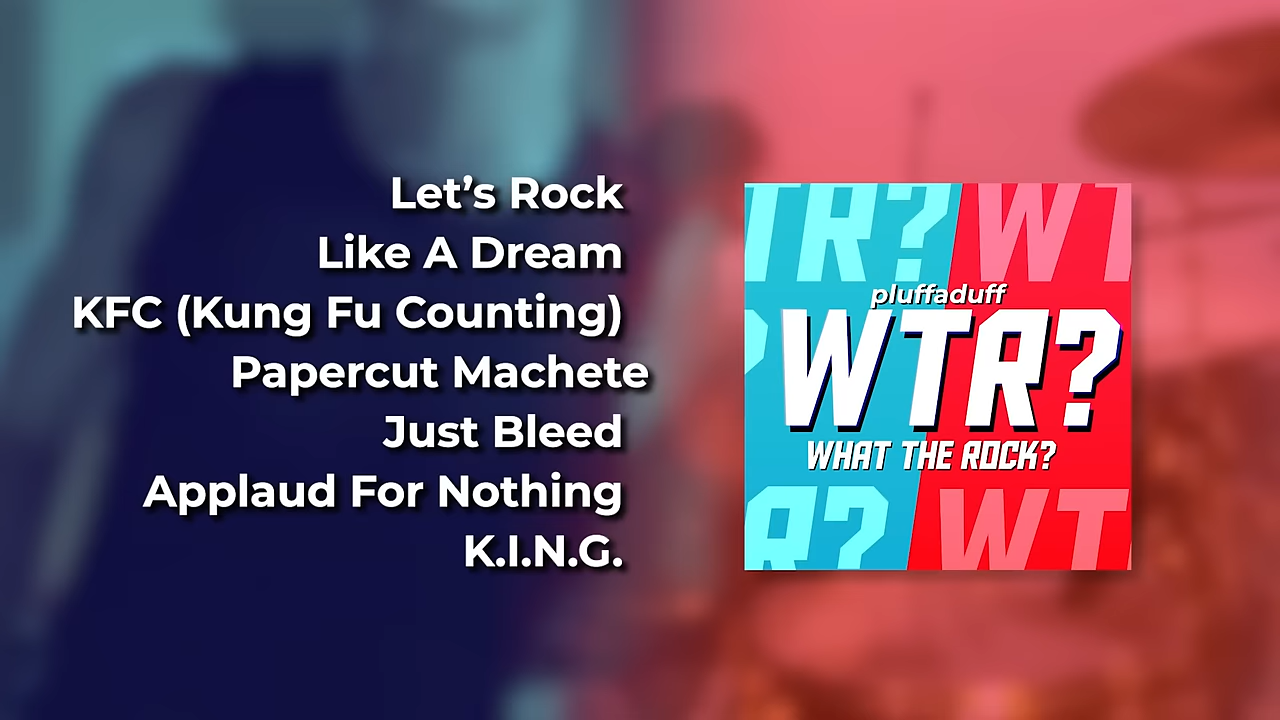 Let's Rock
Like A Dream
KFC (Kung Fu Counting)
Papercut Machete
Just Bleed
Applaud For Nothing
K.I.N.G.
TR? WT
pluffaduff
WTR?
WHAT THE ROCK?
R? WT